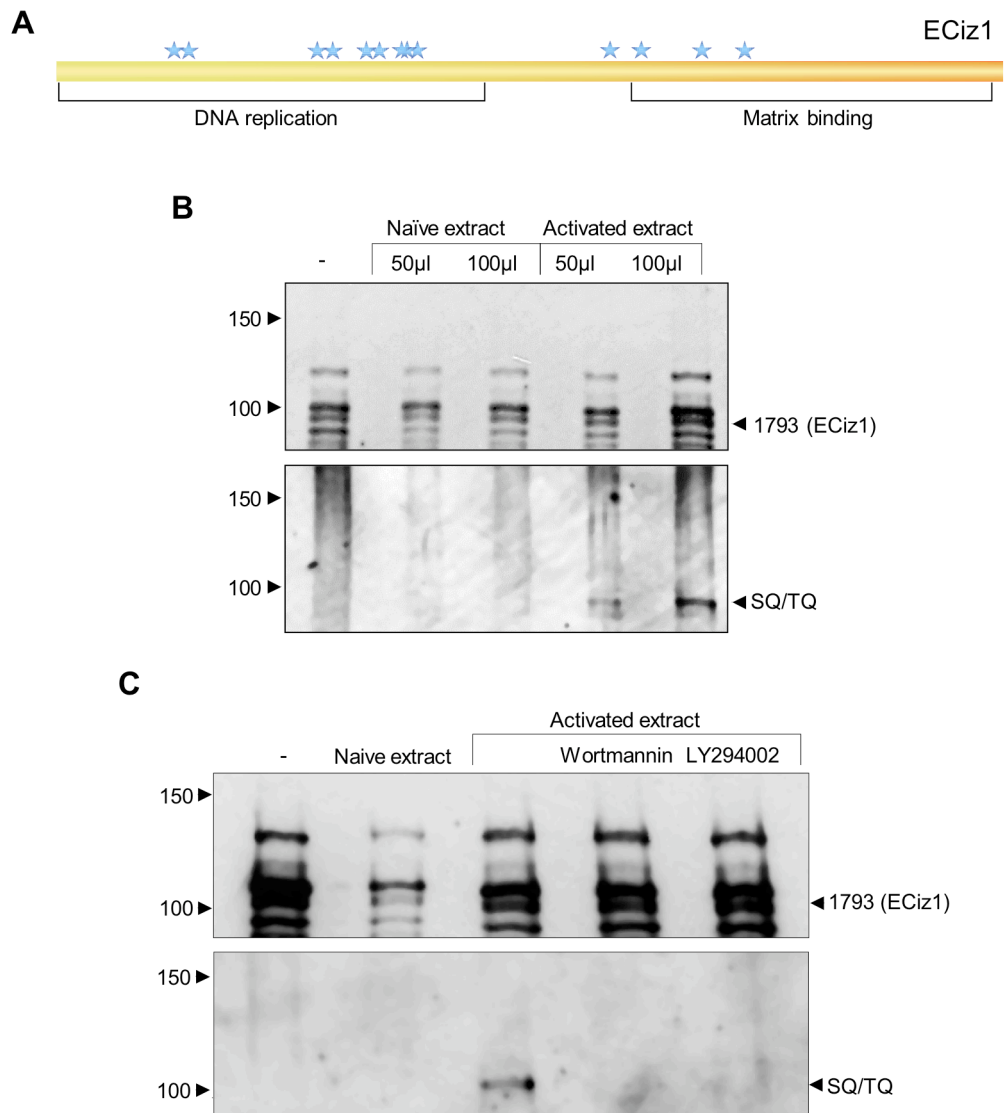 A
ECiz1
DNA replication
Matrix binding
B
Naïve extract Activated extract
- 50µl 100µl 50µl 100µl
150
100
1793 (ECiz1)
150
100
SQ/TQ
C
Activated extract
- Naive extract Wortmannin LY294002
150
100
1793 (ECiz1)
150
100
SQ/TQ